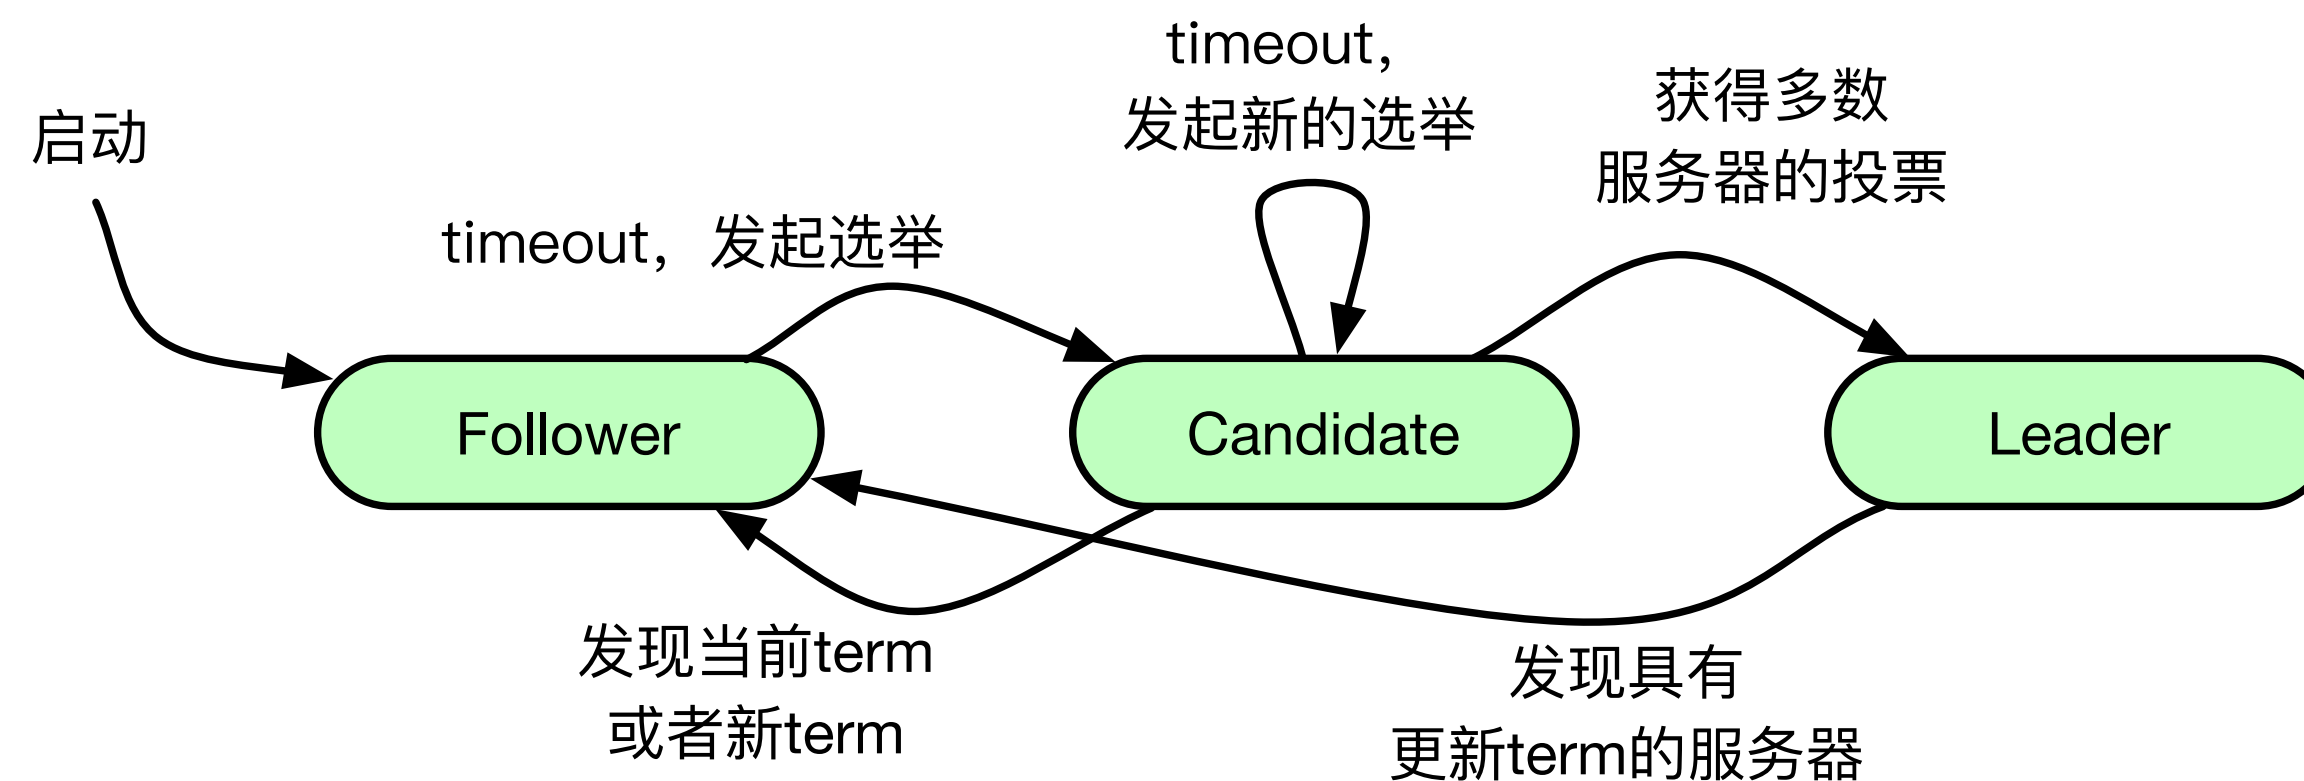 timeout，
发起新的选举
获得多数
服务器的投票
启动
timeout，发起选举
Follower
Candidate
Leader
发现当前term
或者新term
发现具有
更新term的服务器